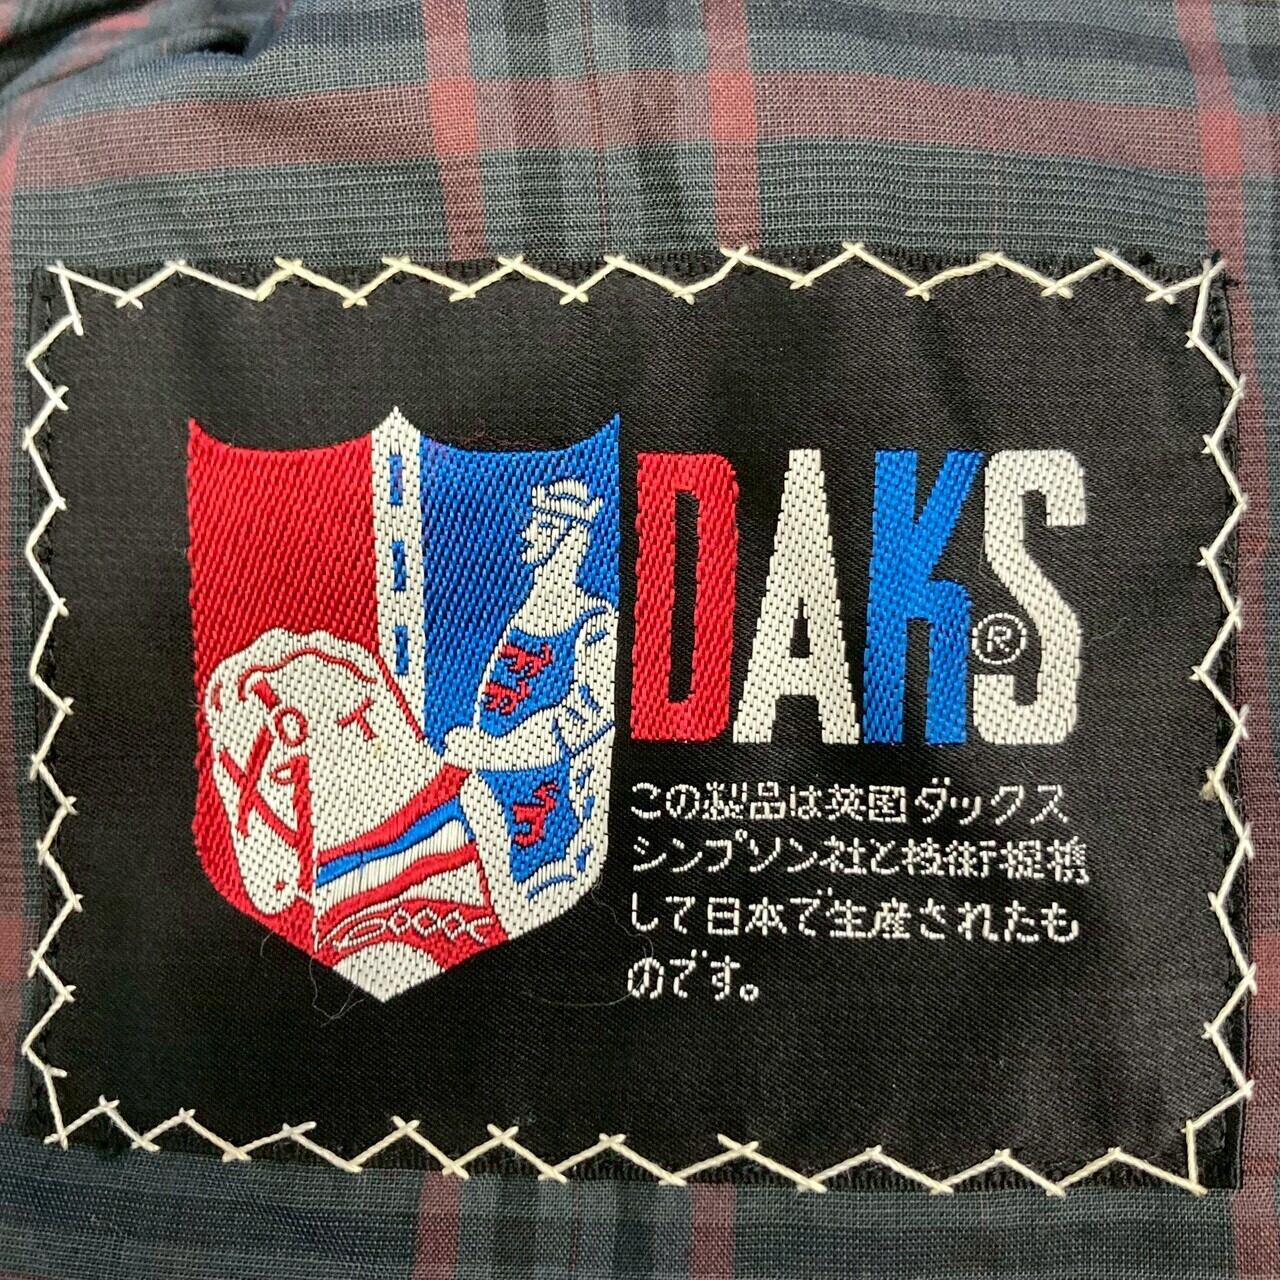 DAKS®
この製品は英国ダックス
シンプソン社と技術提携
して日本で生産されたも
のです。